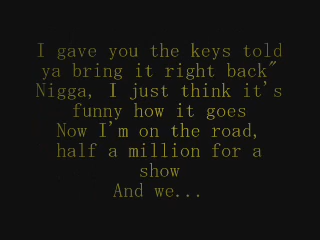 I gave you the keys told
ya bring it right back"
Nigga, I just think it's
funny how it goes
Now I'm on the road,
half a million for a
show
And we...